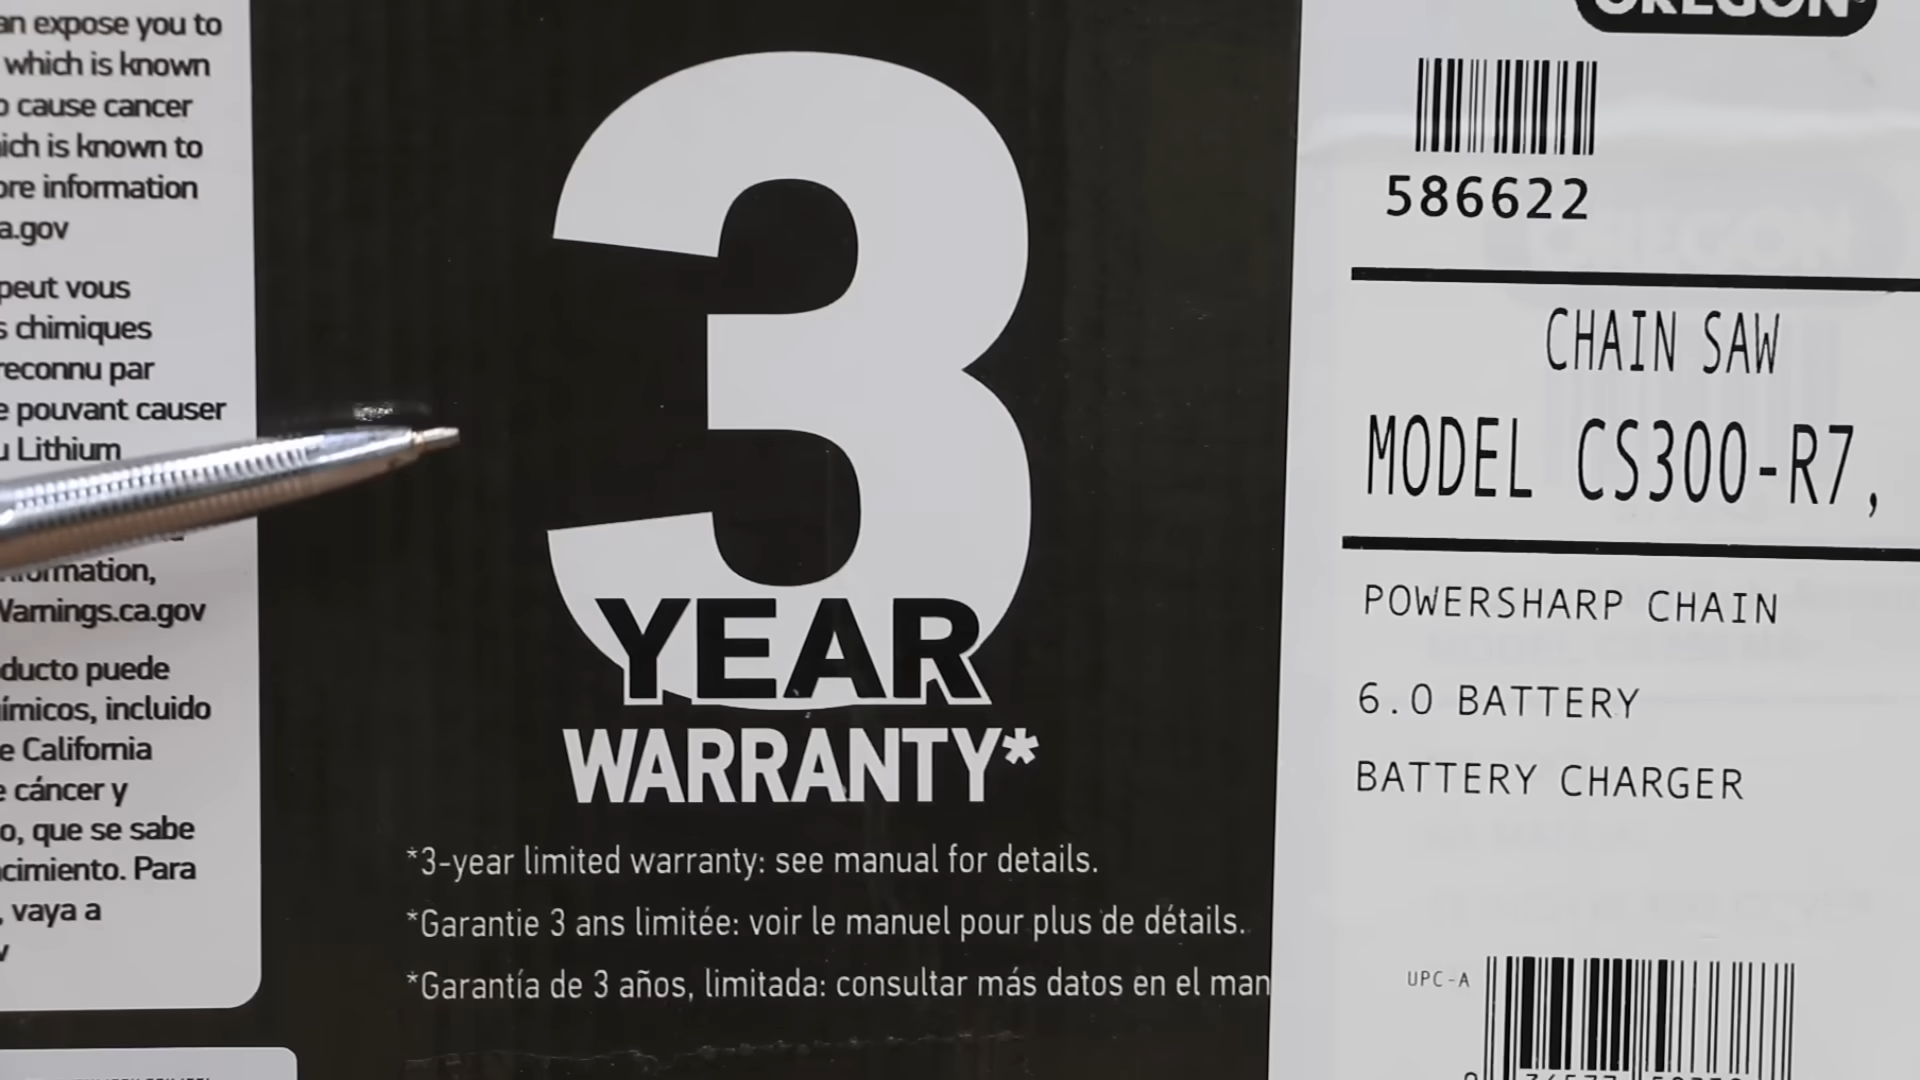 an expose you to
which is known
cause cancer
ich is known to
ore information
a.gov
peut vous
s chimiques
reconnu par
e pouvant causer
u Lithium
mation,
Warnings.ca.gov
ducto puede
ímicos, incluido
e California
e cáncer y
o, que se sabe
cimiento. Para
, vaya a
3
YEAR
WARRANTY*
*3-year limited warranty: see manual for details.
*Garantie 3 ans limitée: voir le manuel pour plus de détails.
*Garantía de 3 años, limitada: consultar más datos en el man
OREGON
586622
CHAIN SAW
MODEL CS300-R7,
POWERSHARP CHAIN
6.0 BATTERY
BATTERY CHARGER
UPC-A